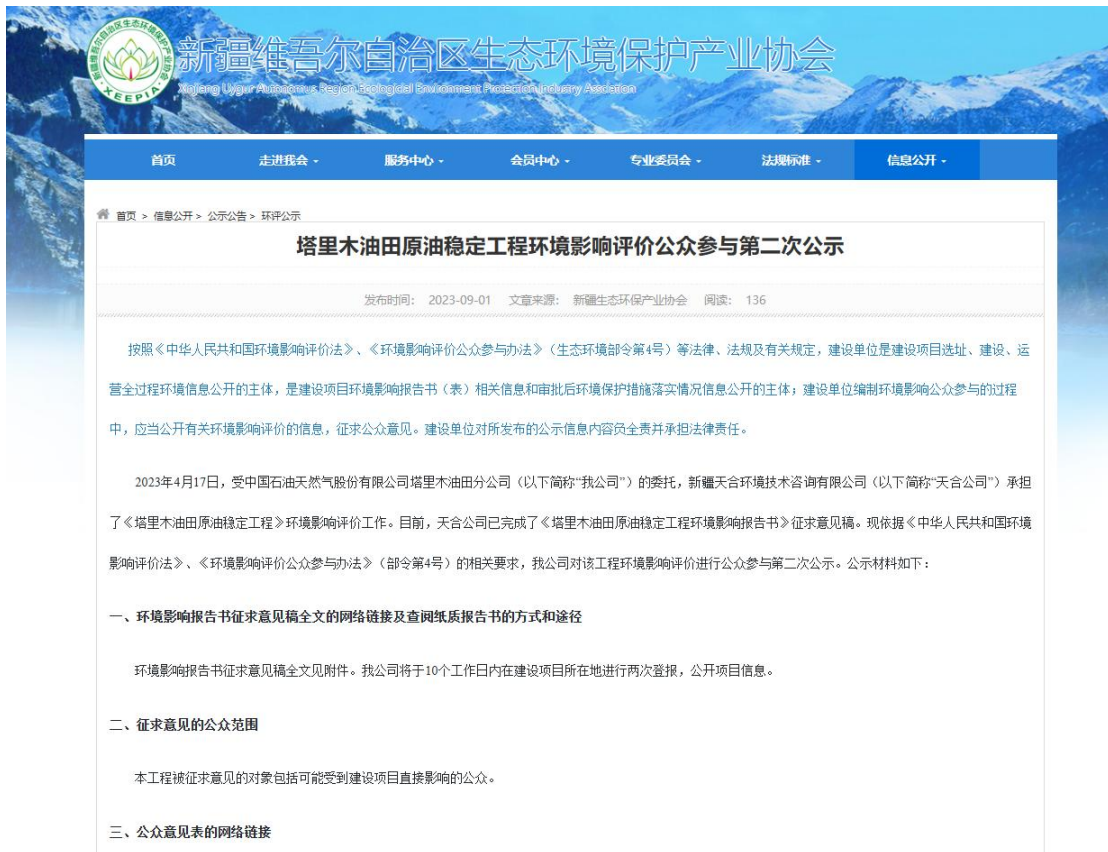 新疆维吾尔自治区生态环境保护产业协会
Xinjiang Uygur Autonomous Region Ecological Environment Protection Industry Assciation
XEEPIA
首页 走进我会 服务中心 会员中心 专业委员会 法规标准 信息公开
首页 > 信息公开 > 公示公告 > 环评公示
塔里木油田原油稳定工程环境影响评价公众参与第二次公示
发布时间: 2023-09-01 文章来源: 新疆生态环保产业协会 阅读: 136
按照《中华人民共和国环境影响评价法》、《环境影响评价公众参与办法》（生态环境部令第4号）等法律、法规及有关规定，建设单位是建设项目选址、建设、运
营全过程环境信息公开的主体，是建设项目环境影响报告书（表）相关信息和审批后环境保护措施落实情况信息公开的主体；建设单位编制环境影响公众参与的过程
中，应当公开有关环境影响评价的信息，征求公众意见。建设单位对所发布的公示信息内容负全责并承担法律责任。
2023年4月17日，受中国石油天然气股份有限公司塔里木油田分公司（以下简称“我公司”）的委托，新疆天合环境技术咨询有限公司（以下简称“天合公司”）承担
了《塔里木油田原油稳定工程》环境影响评价工作。目前，天合公司已完成了《塔里木油田原油稳定工程环境影响报告书》征求意见稿。现依据《中华人民共和国环境
影响评价法》、《环境影响评价公众参与办法》（部令第4号）的相关要求，我公司对该工程环境影响评价进行公众参与第二次公示。公示材料如下：
一、环境影响报告书征求意见稿全文的网络链接及查阅纸质报告书的方式和途径
环境影响报告书征求意见稿全文见附件。我公司将于10个工作日内在建设项目所在地进行两次登报，公开项目信息。
二、征求意见的公众范围
本工程被征求意见的对象包括可能受到建设项目直接影响的公众。
三、公众意见表的网络链接